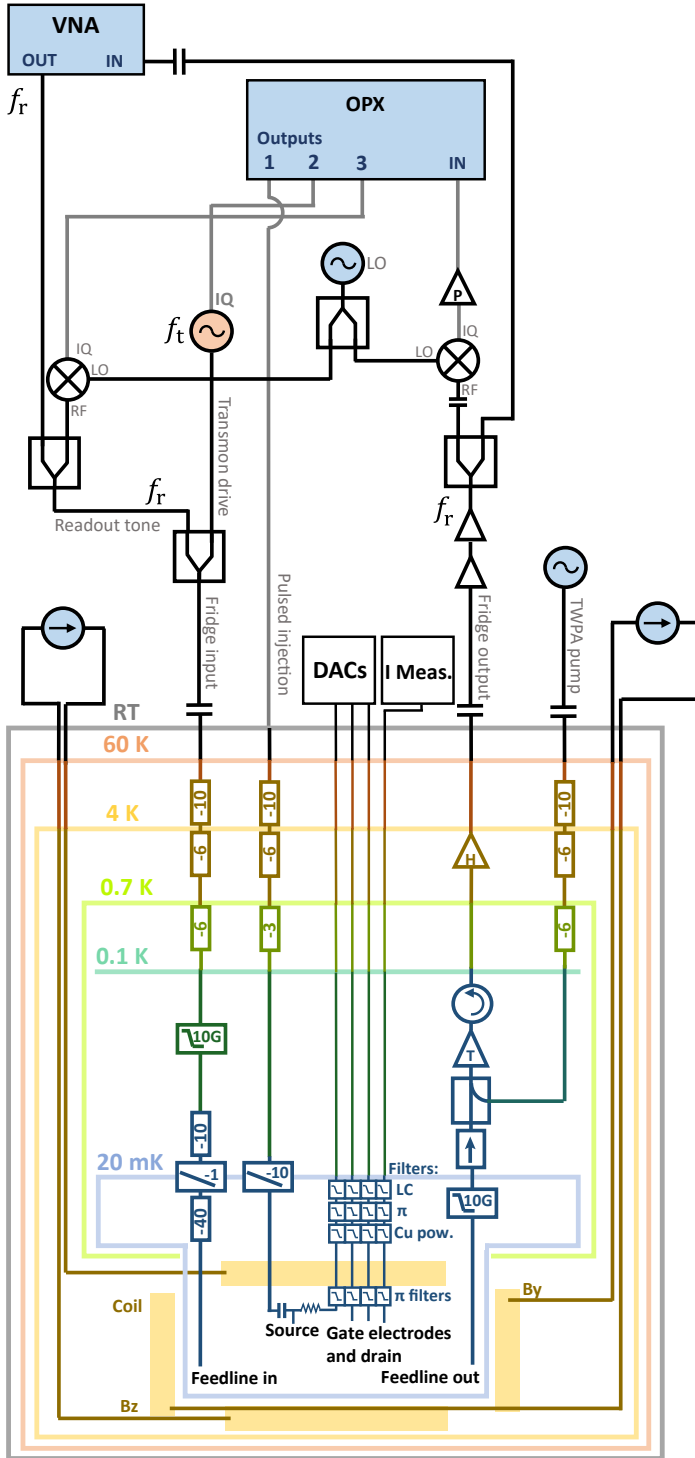 VNA
OUT IN
fr
OPX
Outputs
1 2 3 IN
LO
P
IQ
ft
IQ
IQ
LO
LO
RF
RF
Transmon drive
fr
Readout tone
fr
Fridge input
Pulsed injection
Fridge output
TWPA pump
DACs
I Meas.
RT
60 K
-10
-10
-10
4 K
-6
-6
H
-6
0.7 K
-6
-3
-6
0.1 K
10G
T
-10
20 mK
-1
-10
Filters:
LC
10G
-40
π
Cu pow.
Coil
π filters
By
Source
Gate electrodes
and drain
Feedline in
Feedline out
Bz